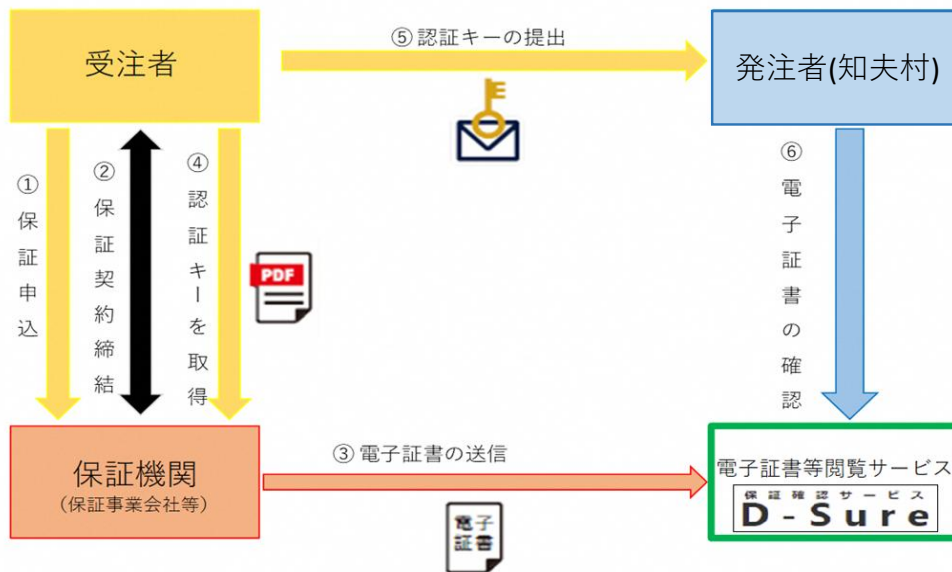 受注者
⑤認証キーの提出
発注者(知夫村)
①保証申込
②保証契約締結
④認証キーを取得
PDF
⑥電子証書の確認
保証機関
(保証事業会社等)
③電子証書の送信
電子
証書
電子証書等閲覧サービス
保証確認サービス
D-Sure